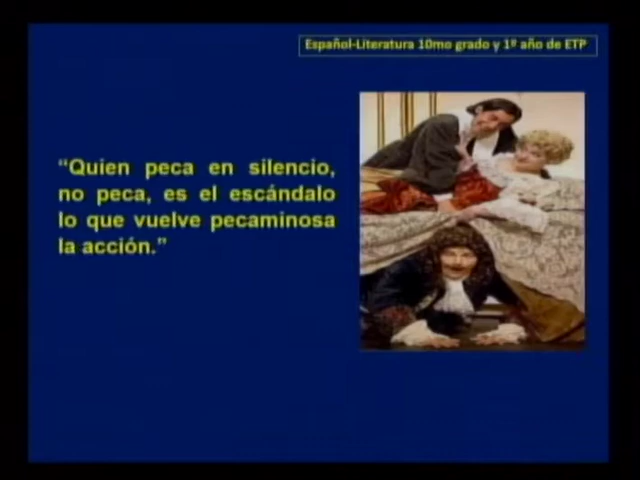 Español-Literatura 10mo grado y 1º año de ETP
“Quien peca en silencio,
no peca, es el escándalo
lo que vuelve pecaminosa
la acción.”